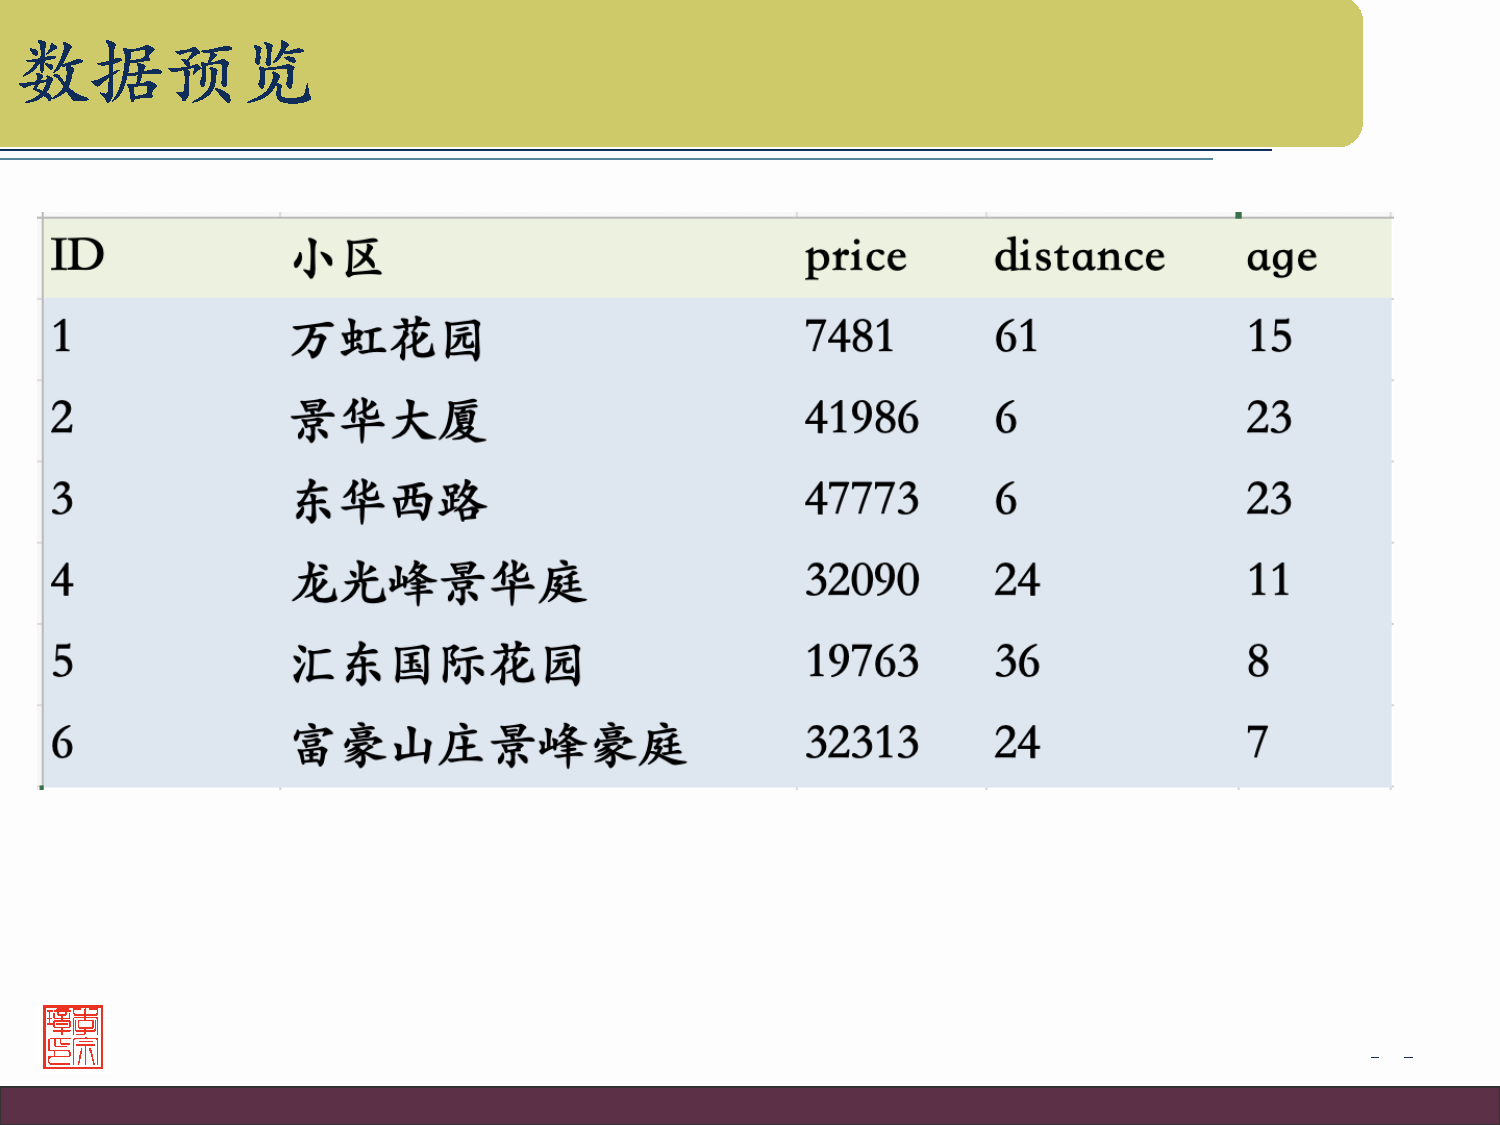 数据预览
ID 小区 price distance age
1 万虹花园 7481 61 15
2 景华大厦 41986 6 23
3 东华西路 47773 6 23
4 龙光峰景华庭 32090 24 11
5 汇东国际花园 19763 36 8
6 富豪山庄景峰豪庭 32313 24 7